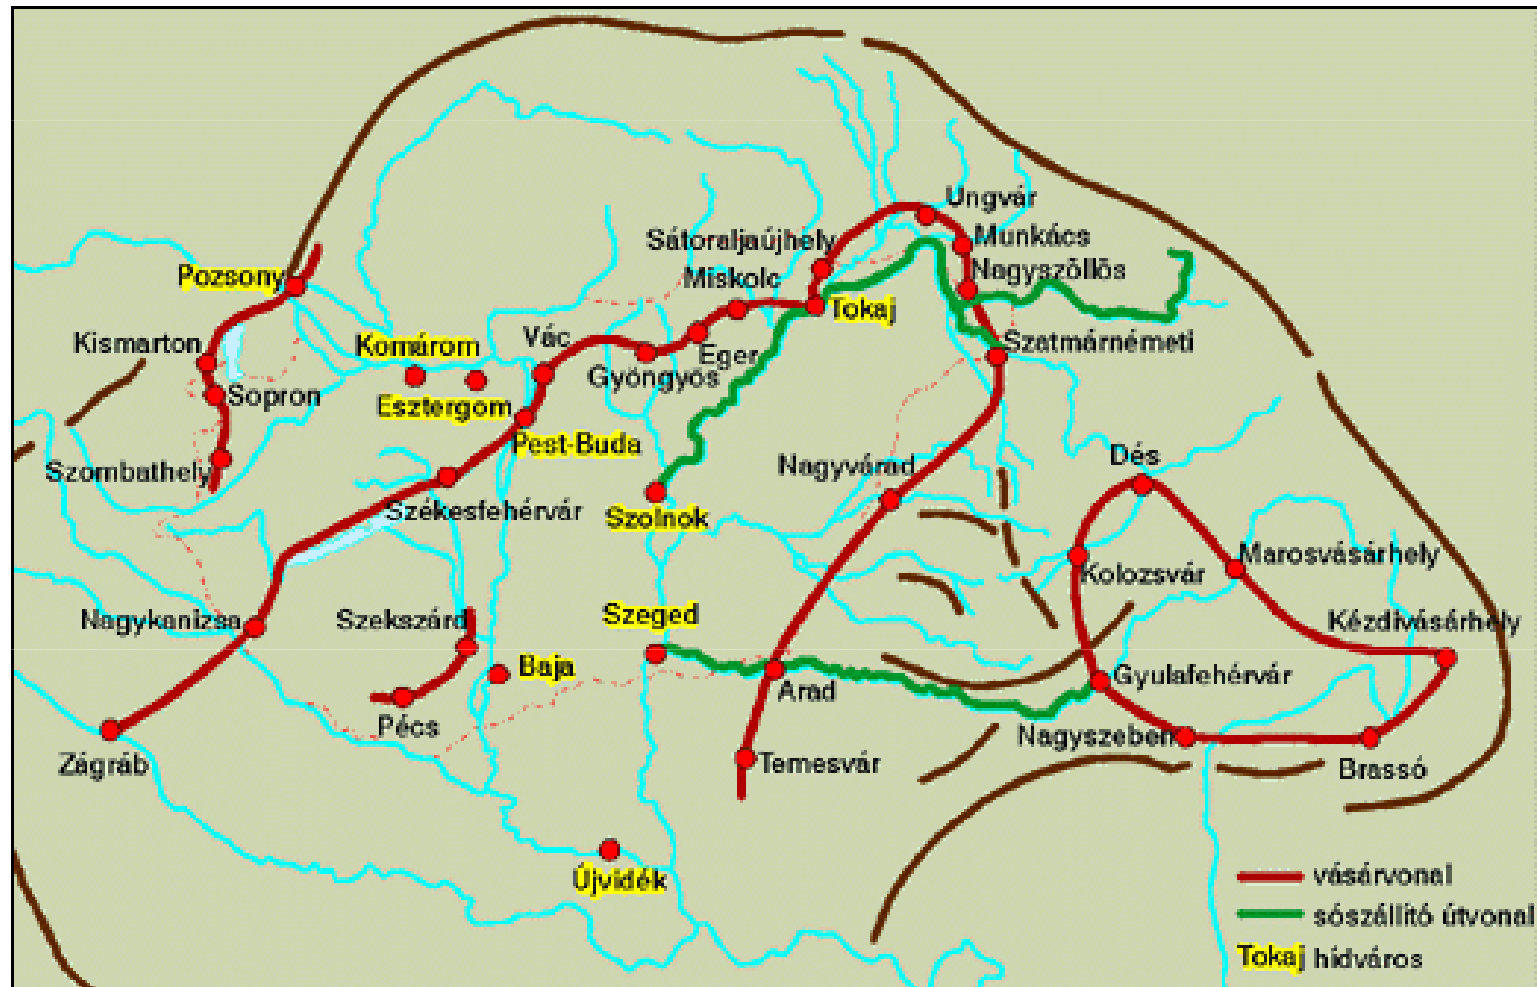 Ungvár
Sátoraljaújhely
Munkács
Pozsony
Miskolc
Nagyszõllõs
Tokaj
Kismarton
Komárom
Vác
Eger
Szatmárnémeti
Gyöngyös
Sopron
Esztergom
Pest-Buda
Szombathely
Nagyvárad
Dés
Székesfehérvár
Szolnok
Marosvásárhely
Kolozsvár
Nagykanizsa
Szekszárd
Szeged
Kézdivásárhely
Baja
Arad
Gyulafehérvár
Pécs
Nagyszeben
Zágráb
Temesvár
Brassó
Újvidék
vásárvonal
sószállitó útvonal
Tokaj hídváros